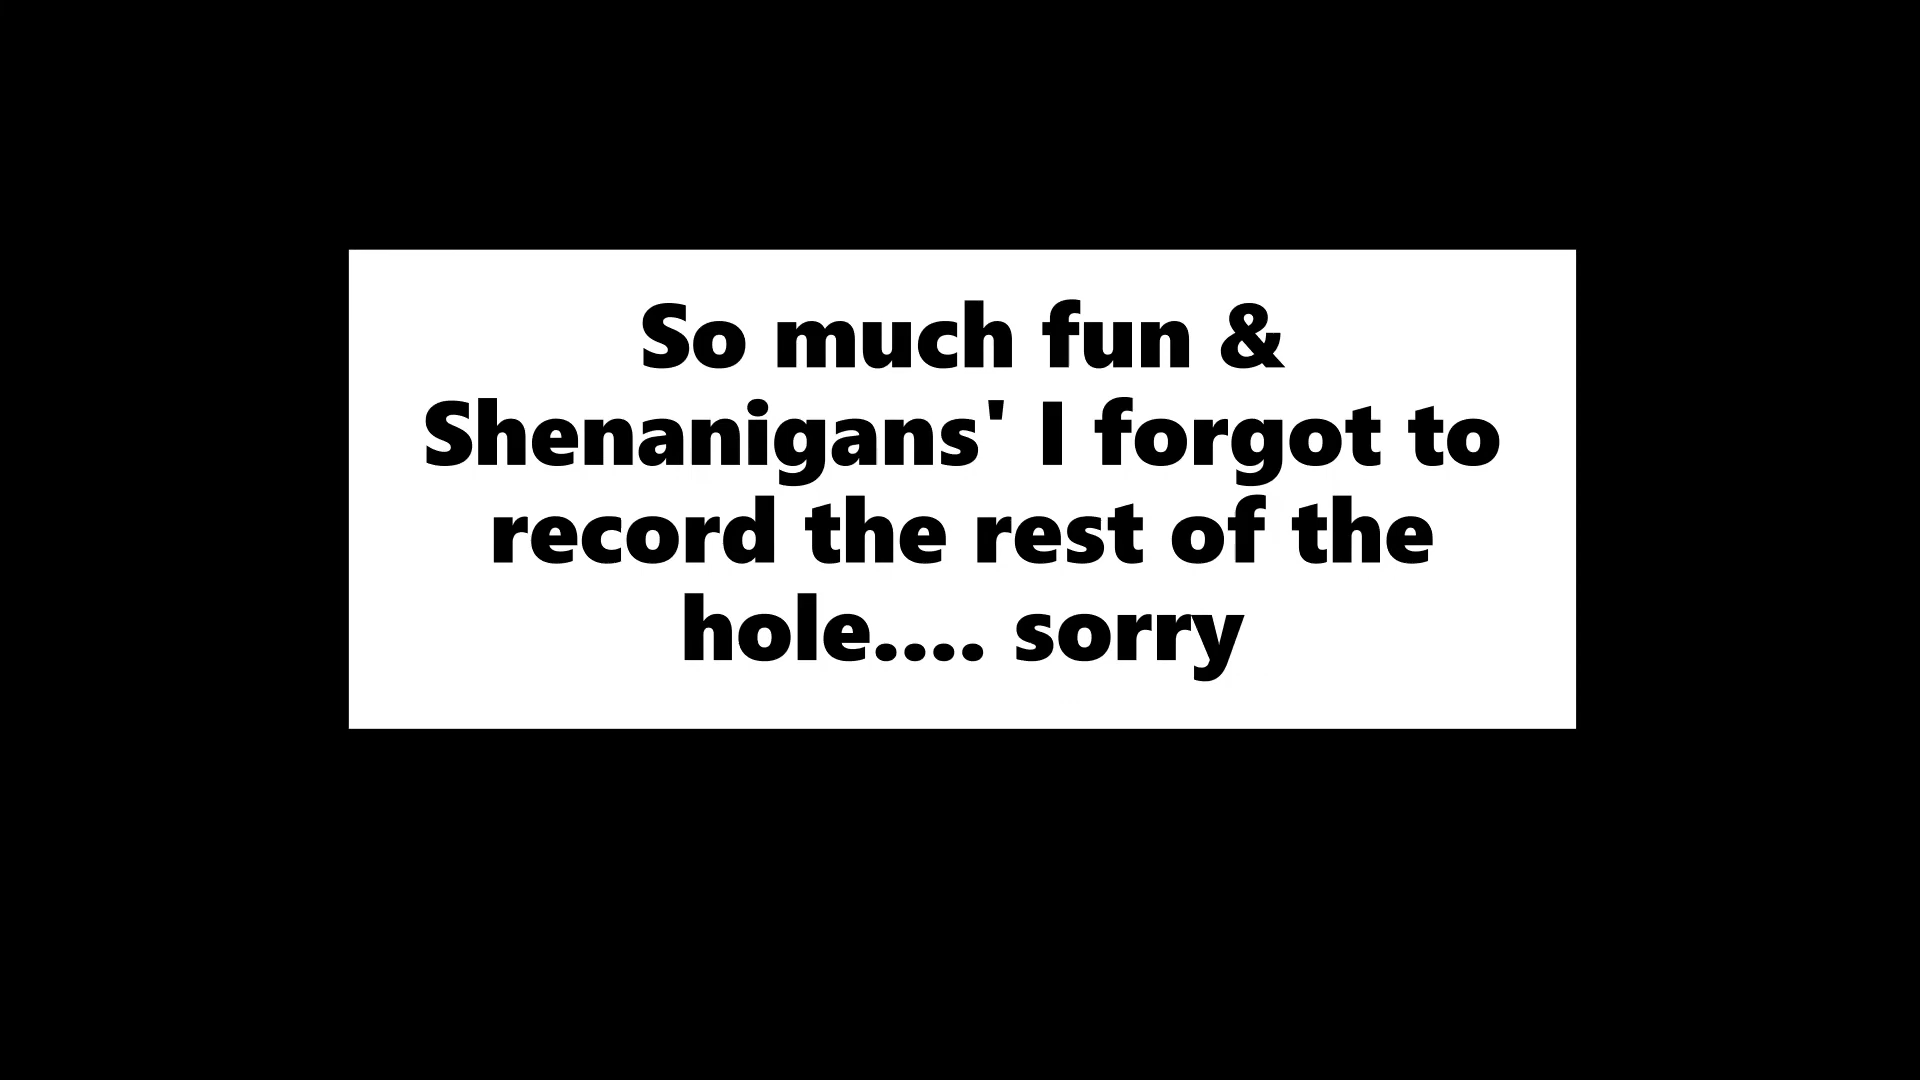 So much fun &
Shenanigans' I forgot to
record the rest of the
hole.... sorry